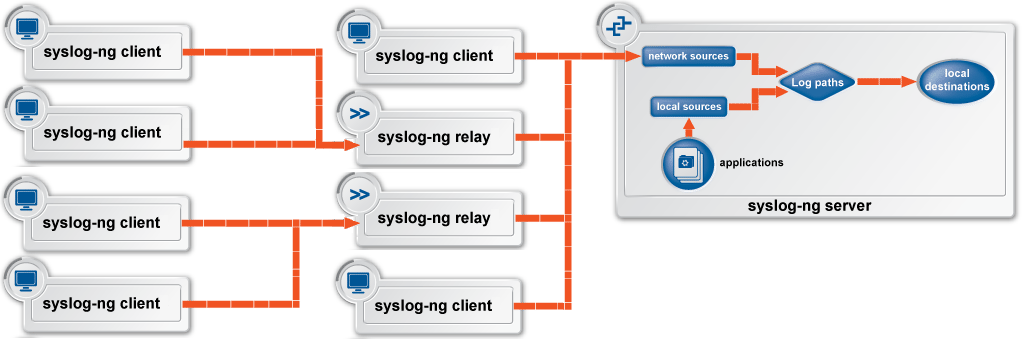 syslog-ng client
syslog-ng client
syslog-ng client
syslog-ng client
syslog-ng client
syslog-ng relay
syslog-ng relay
syslog-ng client
network sources
local sources
applications
Log paths
local
destinations
syslog-ng server